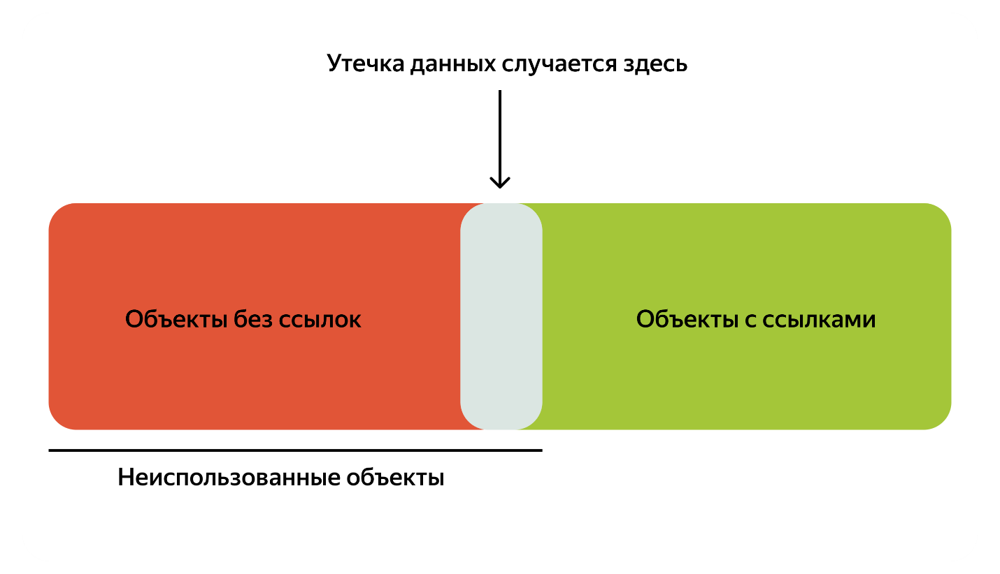 Утечка данных случается здесь
Объекты без ссылок
Объекты с ссылками
Неиспользованные объекты